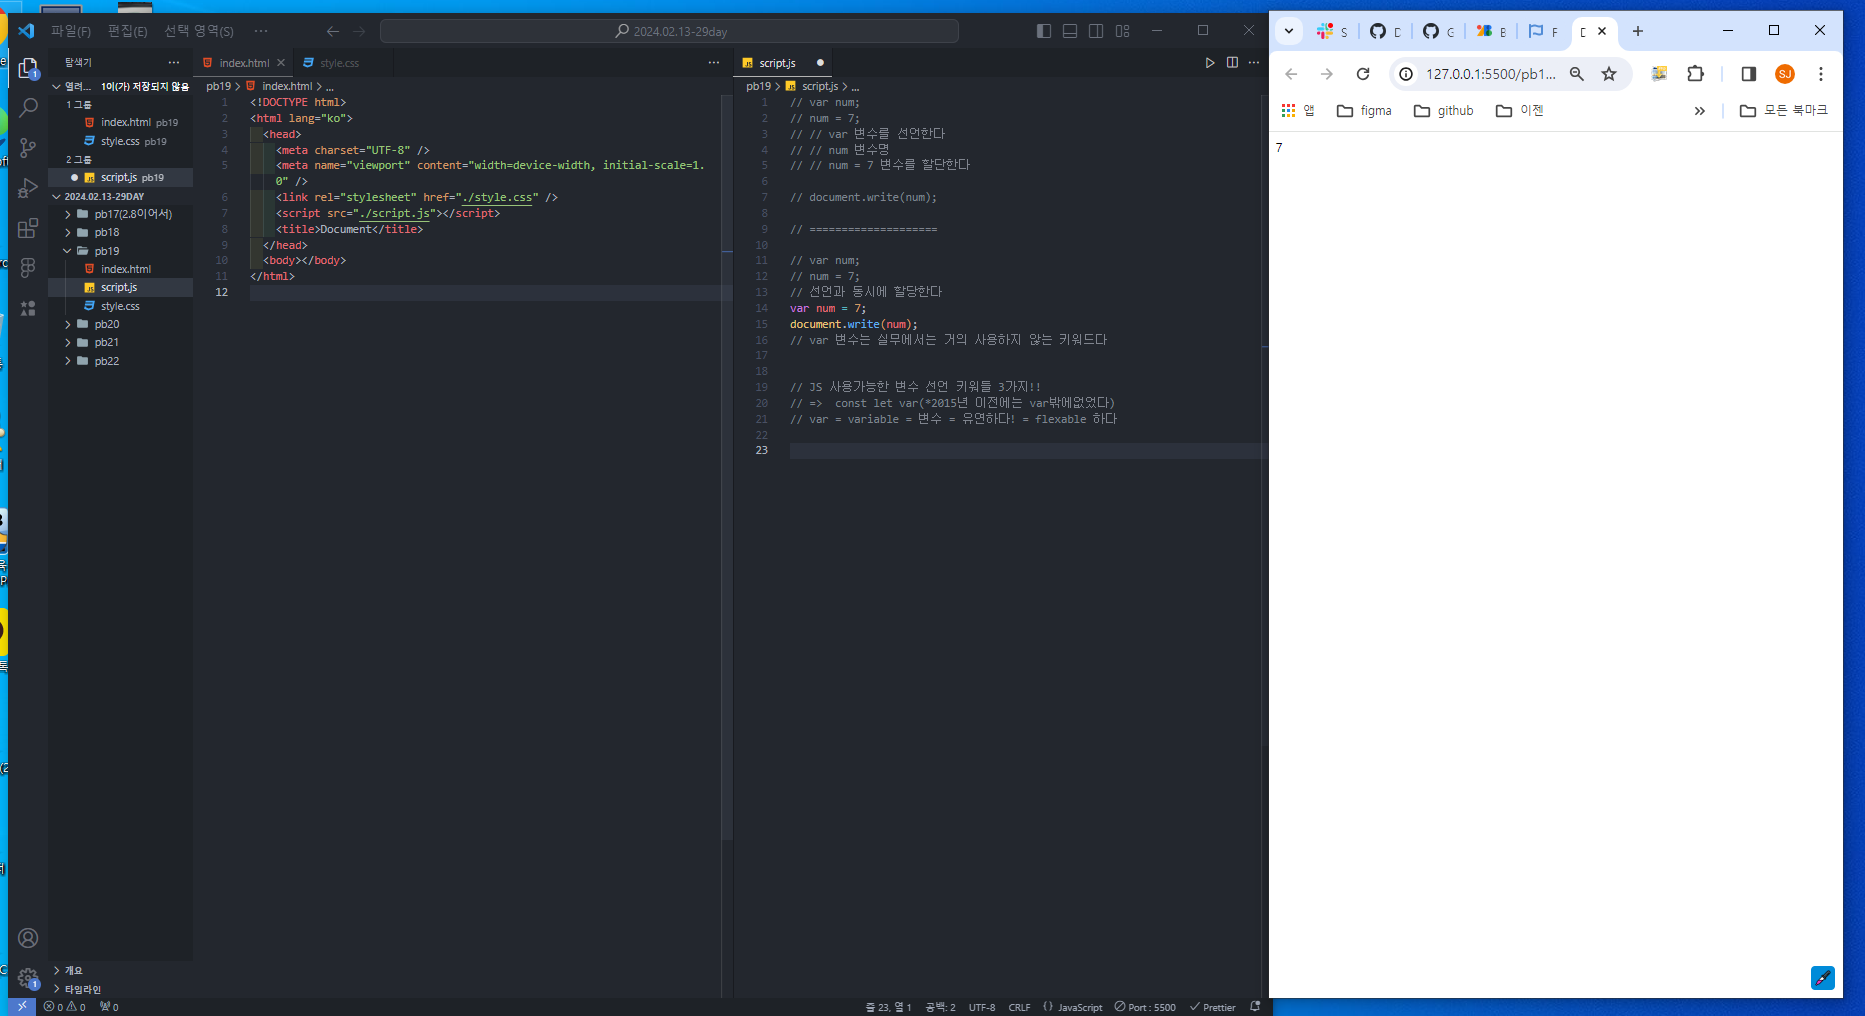 파일(F) 편집(E) 선택 영역(S) ···
2024.02.13-29day
탐색기 ···
열려... 1이(가) 저장되지 않음
1 그룹
index.html pb19
style.css pb19
2 그룹
script.js pb19
2024.02.13-29DAY
pb17(2.8이어서)
pb18
pb19
index.html
script.js
style.css
pb20
pb21
pb22
개요
타임라인
index.html
style.css
pb19 > index.html > ...
1 <!DOCTYPE html>
2 <html lang="ko">
3 <head>
4 <meta charset="UTF-8" />
5 <meta name="viewport" content="width=device-width, initial-scale=1.
0" />
6 <link rel="stylesheet" href="./style.css" />
7 <script src="./script.js"></script>
8 <title>Document</title>
9 </head>
10 <body></body>
11 </html>
12
script.js
pb19 > script.js > ...
1 // var num;
2 // num = 7;
3 // // var 변수를 선언한다
4 // // num 변수명
5 // // num = 7 변수를 할당한다
6
7 // document.write(num);
8
9 // ====================
10
11 // var num;
12 // num = 7;
13 // 선언과 동시에 할당한다
14 var num = 7;
15 document.write(num);
16 // var 변수는 실무에서는 거의 사용하지 않는 키워드다
17
18
19 // JS 사용가능한 변수 선언 키워들 3가지!!
20 // => const let var(*2015년 이전에는 var밖에없었다)
21 // var = variable = 변수 = 유연하다! = flexable 하다
22
23
0 0 0
줄 23, 열 1 공백: 2 UTF-8 CRLF {} JavaScript Port : 5500 Prettier
S D G B F D
127.0.0.1:5500/pb1...
SJ
앱 figma github 이젠 » 모든 북마크
7